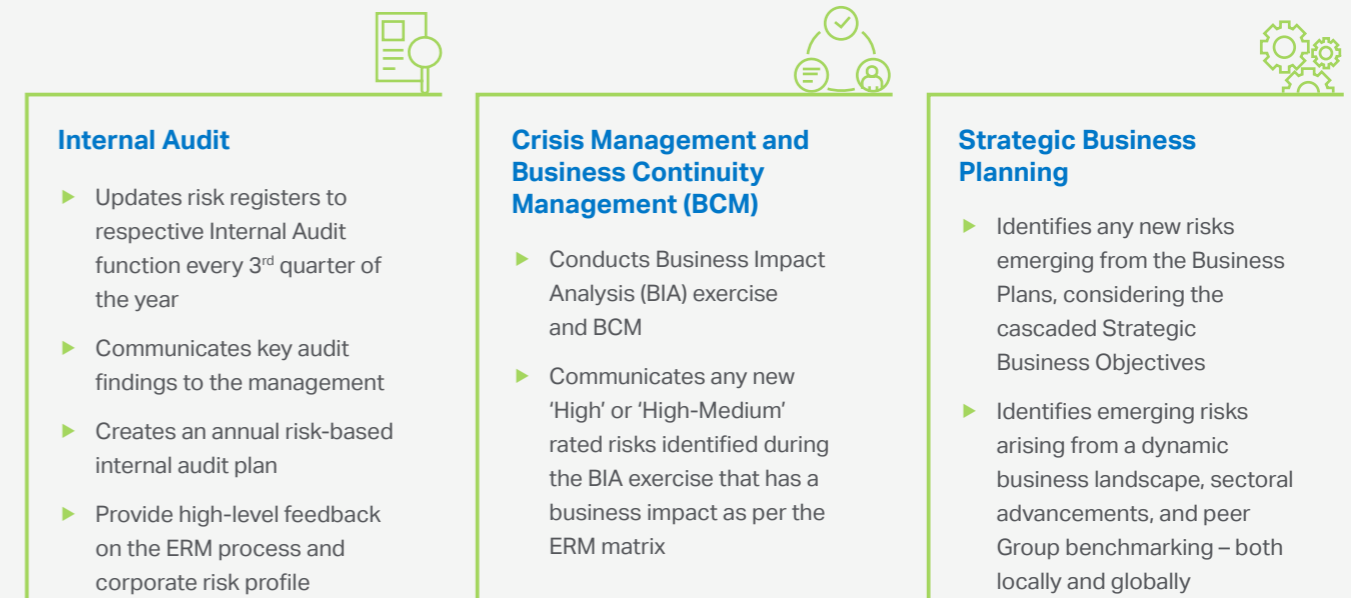 Internal Audit
▶ Updates risk registers to
respective Internal Audit
function every 3rd quarter of
the year
▶ Communicates key audit
findings to the management
▶ Creates an annual risk-based
internal audit plan
▶ Provide high-level feedback
on the ERM process and
corporate risk profile
Crisis Management and
Business Continuity
Management (BCM)
▶ Conducts Business Impact
Analysis (BIA) exercise
and BCM
▶ Communicates any new
‘High’ or ‘High-Medium’
rated risks identified during
the BIA exercise that has a
business impact as per the
ERM matrix
Strategic Business
Planning
▶ Identifies any new risks
emerging from the Business
Plans, considering the
cascaded Strategic
Business Objectives
▶ Identifies emerging risks
arising from a dynamic
business landscape, sectoral
advancements, and peer
Group benchmarking – both
locally and globally